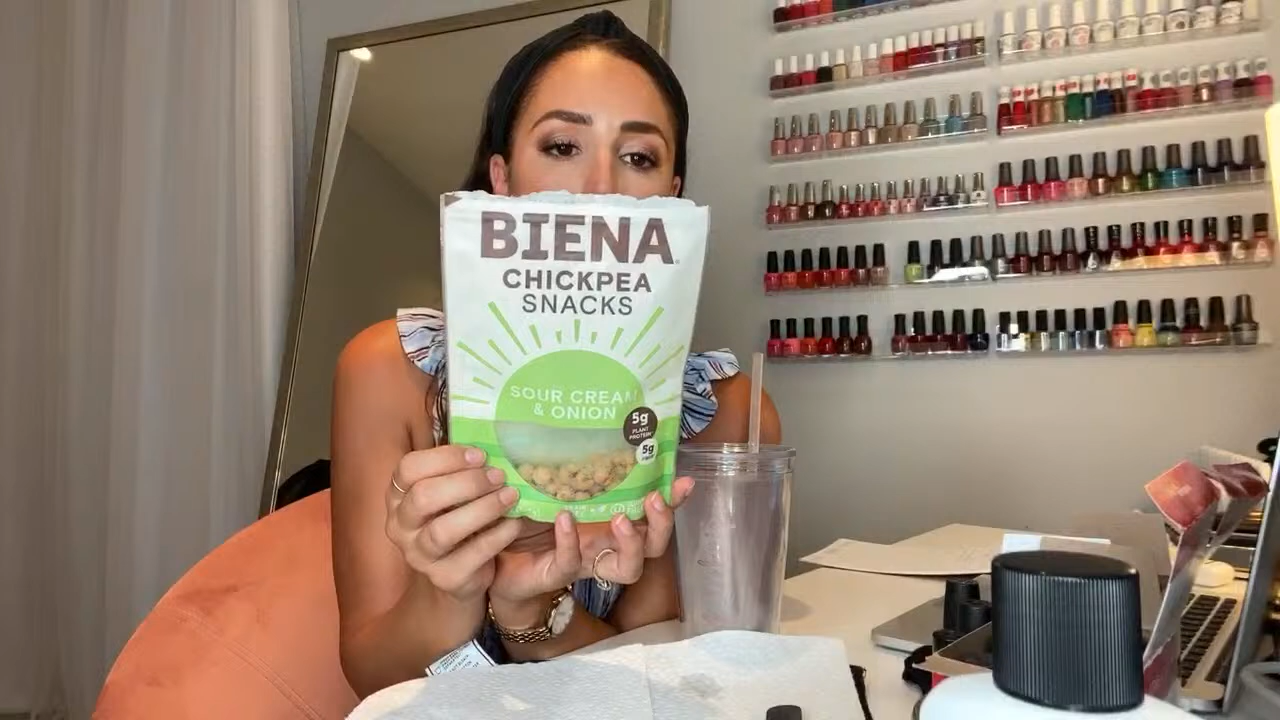 BIENA
CHICKPEA
SNACKS
SOUR CREAM
& ONION
5g
PLANT
PROTEIN
5g